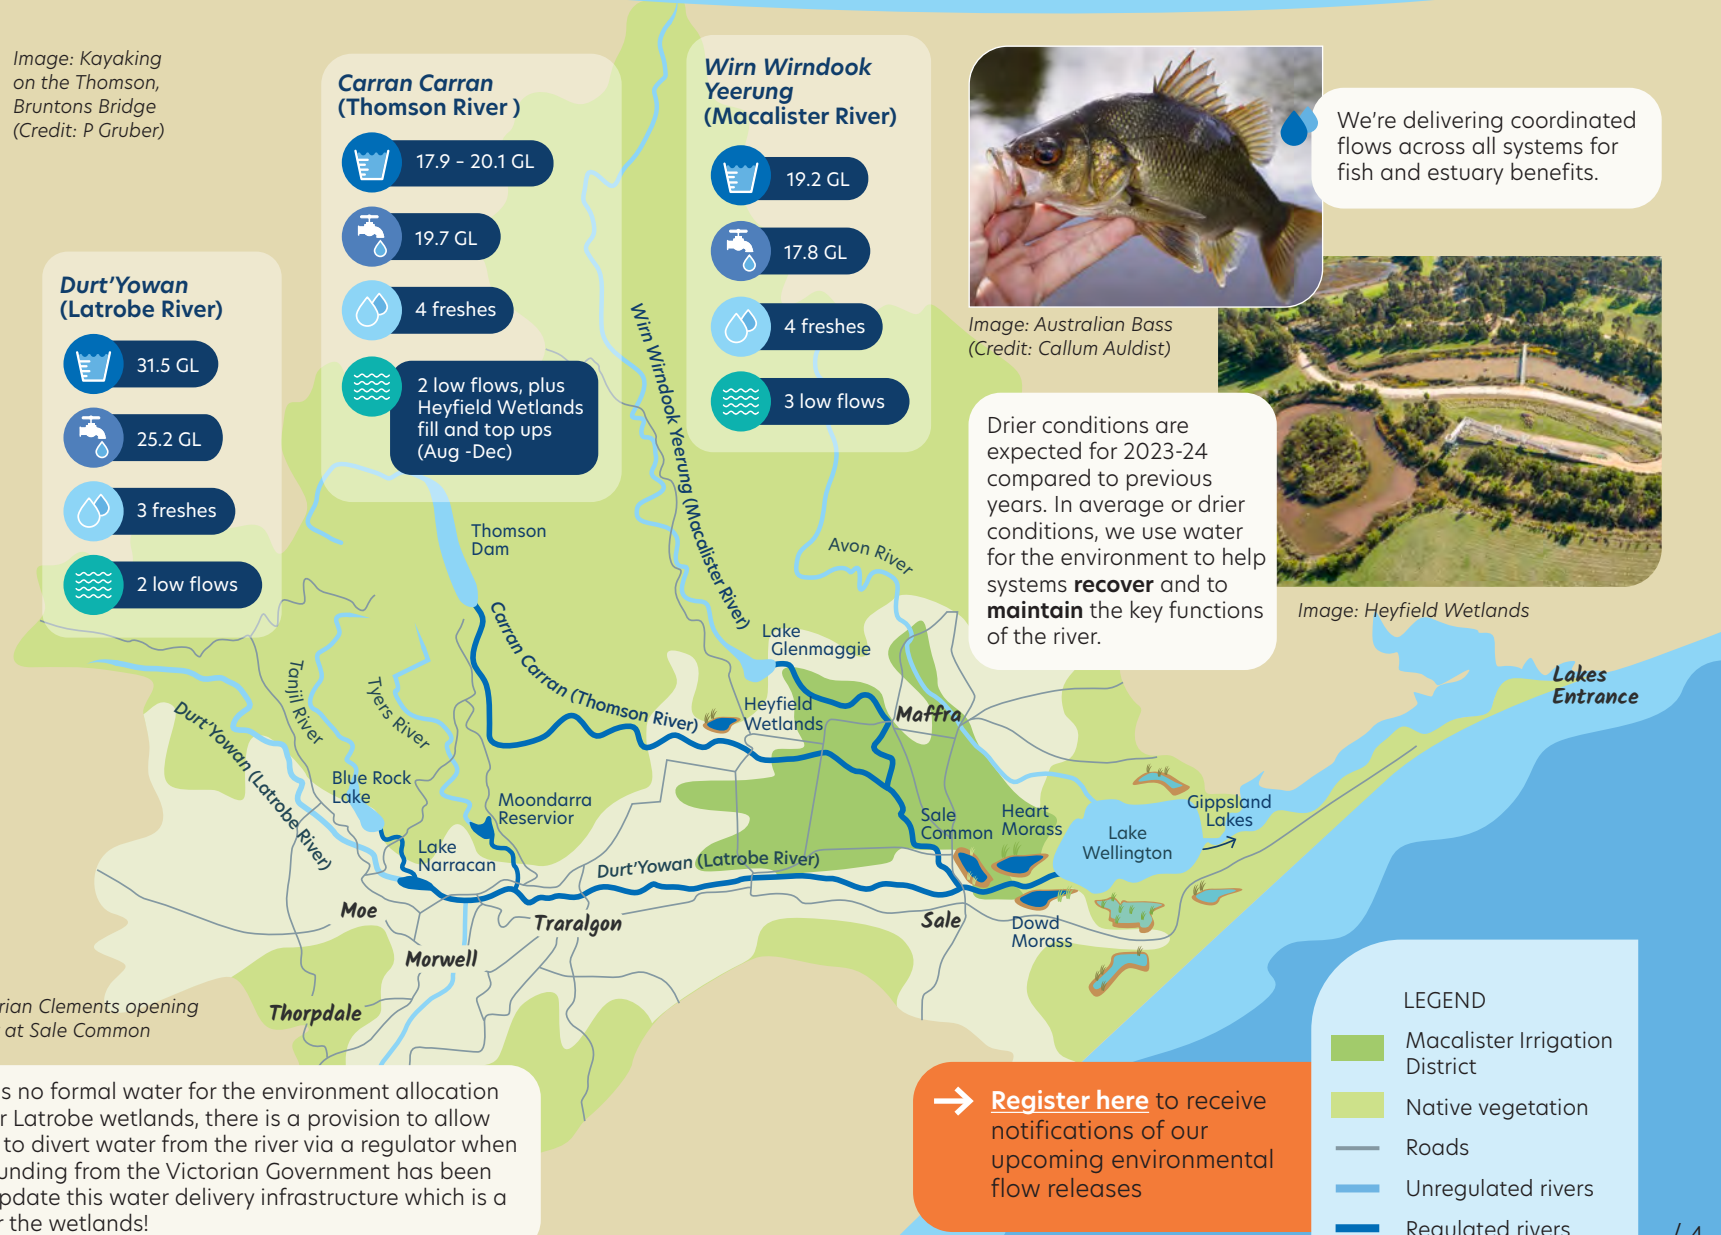 Image: Kayaking
on the Thomson,
Bruntons Bridge
(Credit: P Gruber)
Durt'Yowan
(Latrobe River)
31.5 GL
25.2 GL
3 freshes
2 low flows
Carran Carran
(Thomson River )
17.9 – 20.1 GL
19.7 GL
4 freshes
2 low flows, plus
Heyfield Wetlands
fill and top ups
(Aug -Dec)
Wirn Wirndook
Yeerung
(Macalister River)
19.2 GL
17.8 GL
4 freshes
3 low flows
We're delivering coordinated
flows across all systems for
fish and estuary benefits.
Image: Australian Bass
(Credit: Callum Auldist)
Drier conditions are
expected for 2023-24
compared to previous
years. In average or drier
conditions, we use water
for the environment to help
systems recover and to
maintain the key functions
of the river.
Image: Heyfield Wetlands
Thomson
Dam
Wirn Wirndook Yeerung (Macalister River)
Avon River
Carran Carran (Thomson River)
Lake
Glenmaggie
Heyfield
Wetlands
Maffra
Lakes
Entrance
Tanjil River
Tyers River
Durt'Yowan (Latrobe River)
Blue Rock
Lake
Moondarra
Reservior
Lake
Narracan
Durt'Yowan (Latrobe River)
Sale
Common
Heart
Morass
Lake
Wellington
Gippsland
Lakes
Moe
Traralgon
Sale
Dowd
Morass
Morwell
Thorpdale
rian Clements opening
at Sale Common
s no formal water for the environment allocation
r Latrobe wetlands, there is a provision to allow
to divert water from the river via a regulator when
unding from the Victorian Government has been
pdate this water delivery infrastructure which is a
r the wetlands!
Register here to receive
notifications of our
upcoming environmental
flow releases
LEGEND
Macalister Irrigation
District
Native vegetation
Roads
Unregulated rivers
Regulated rivers
/ 4